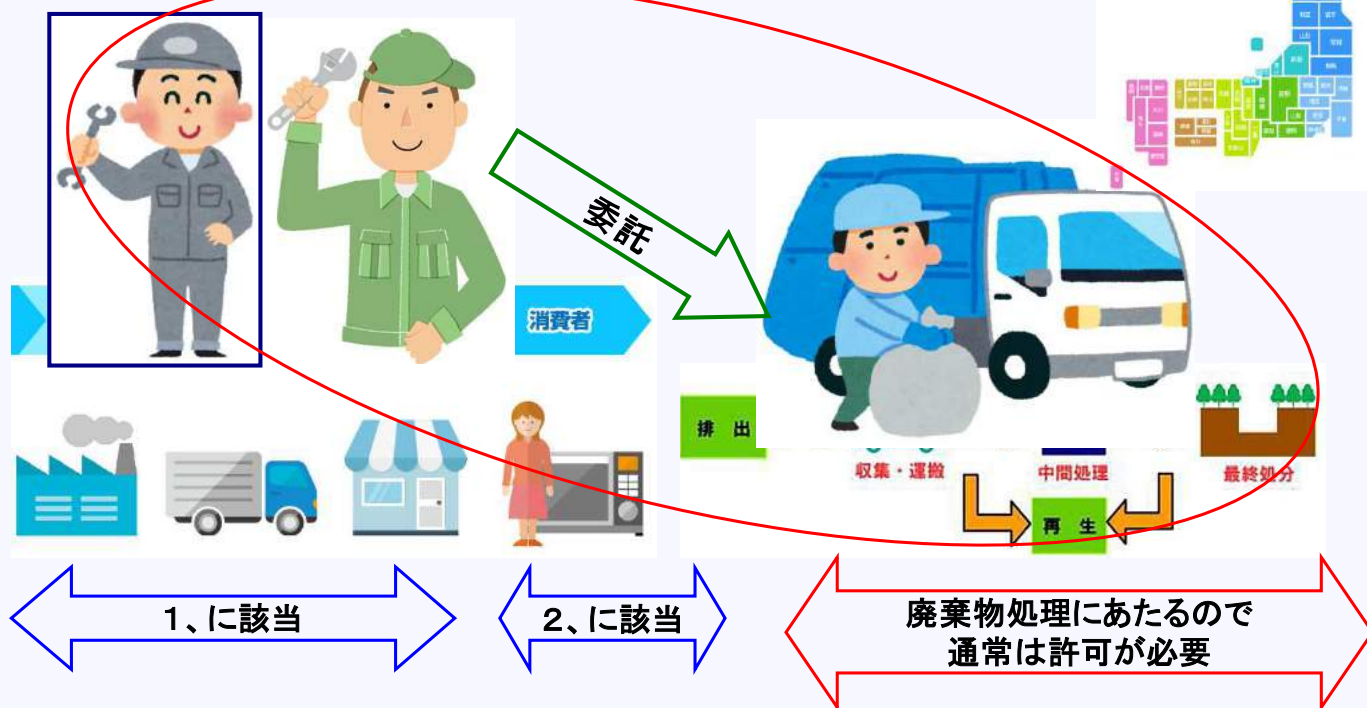 委託
消費者
排 出
収集・運搬
中間処理
最終処分
再 生
1、に該当
2、に該当
廃棄物処理にあたるので
通常は許可が必要